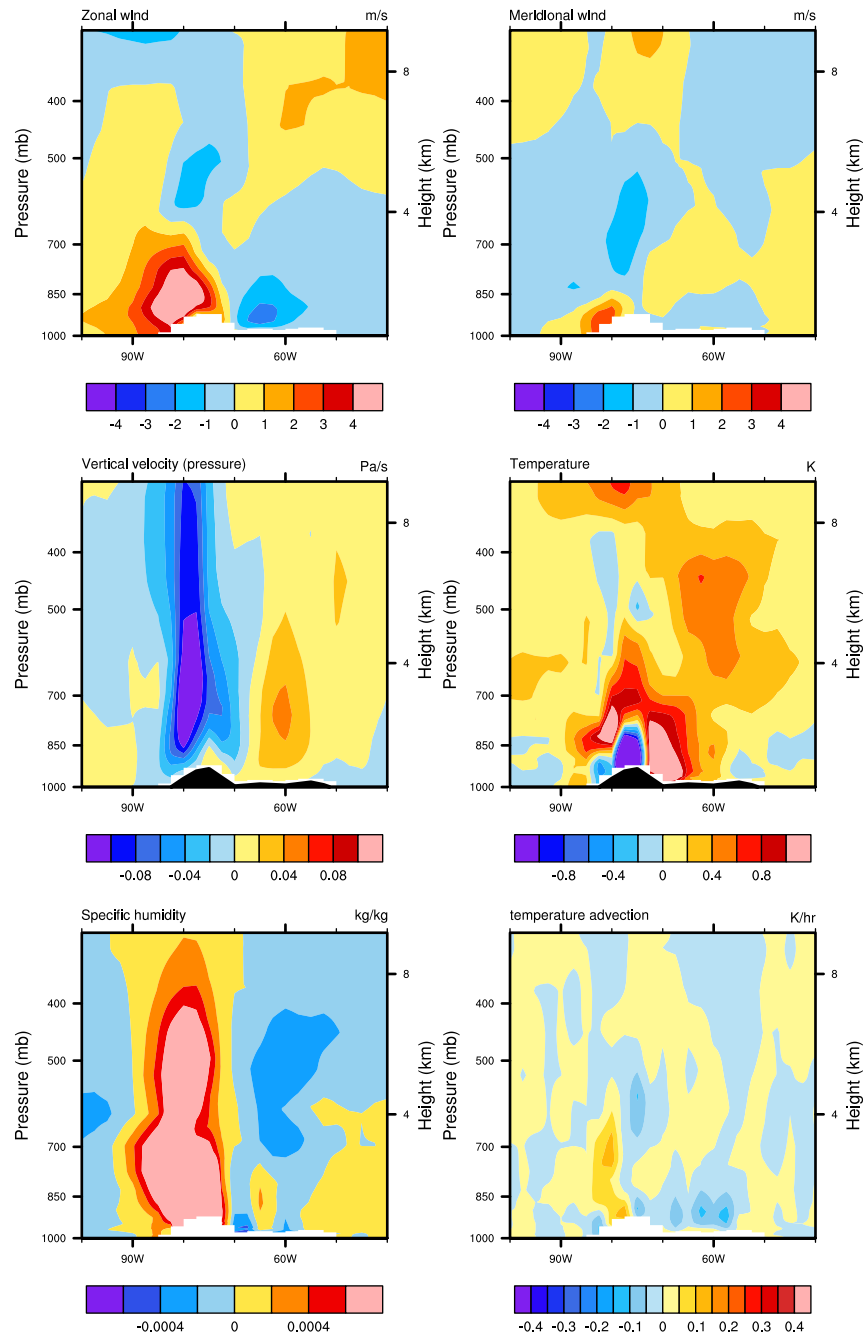 Zonal wind m/s
Pressure (mb)
400
500
700
850
1000
8
4
Height (km)
90W 60W
-4 -3 -2 -1 0 1 2 3 4
Meridional wind m/s
Pressure (mb)
400
500
700
850
1000
8
4
Height (km)
90W 60W
-4 -3 -2 -1 0 1 2 3 4
Vertical velocity (pressure) Pa/s
Pressure (mb)
400
500
700
850
1000
8
4
Height (km)
90W 60W
-0.08 -0.04 0 0.04 0.08
Temperature K
Pressure (mb)
400
500
700
850
1000
8
4
Height (km)
90W 60W
-0.8 -0.4 0 0.4 0.8
Specific humidity kg/kg
Pressure (mb)
400
500
700
850
1000
8
4
Height (km)
90W 60W
-0.0004 0 0.0004
temperature advection K/hr
Pressure (mb)
400
500
700
850
1000
8
4
Height (km)
90W 60W
-0.4 -0.3 -0.2 -0.1 0 0.1 0.2 0.3 0.4